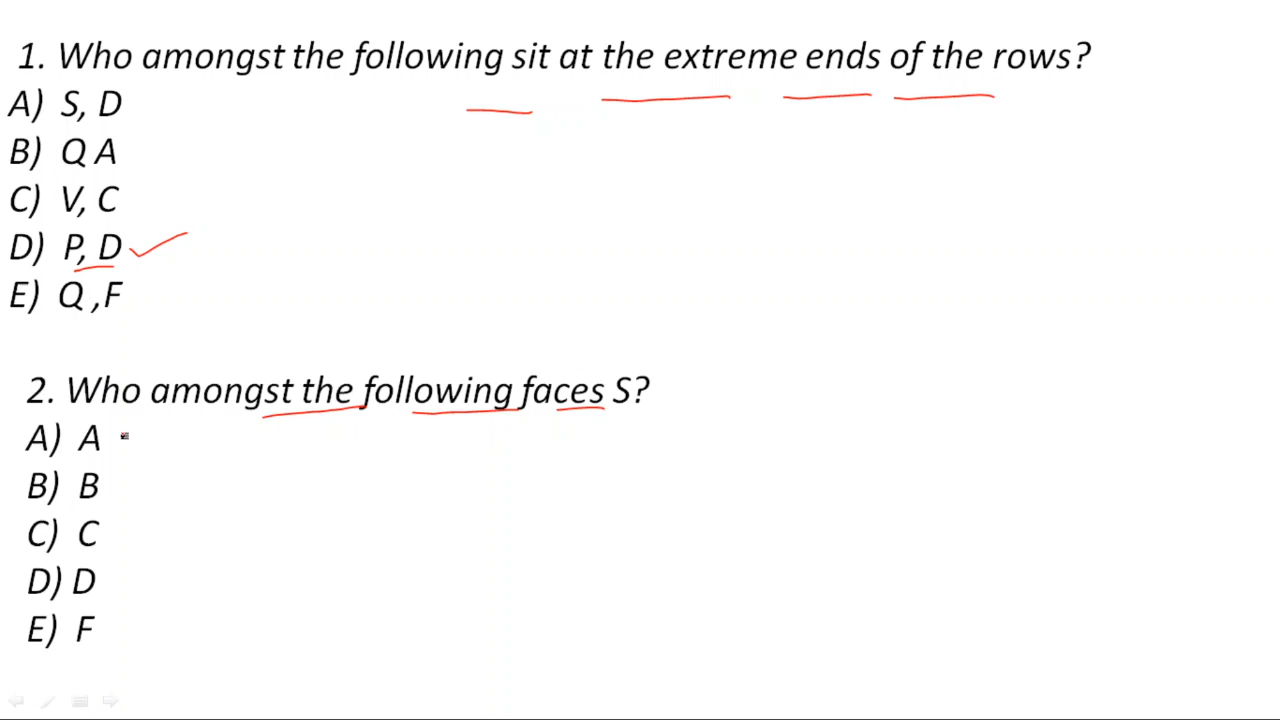 1. Who amongst the following sit at the extreme ends of the rows?
A) S, D
B) Q A
C) V, C
D) P, D
E) Q ,F
2. Who amongst the following faces S?
A) A
B) B
C) C
D) D
E) F